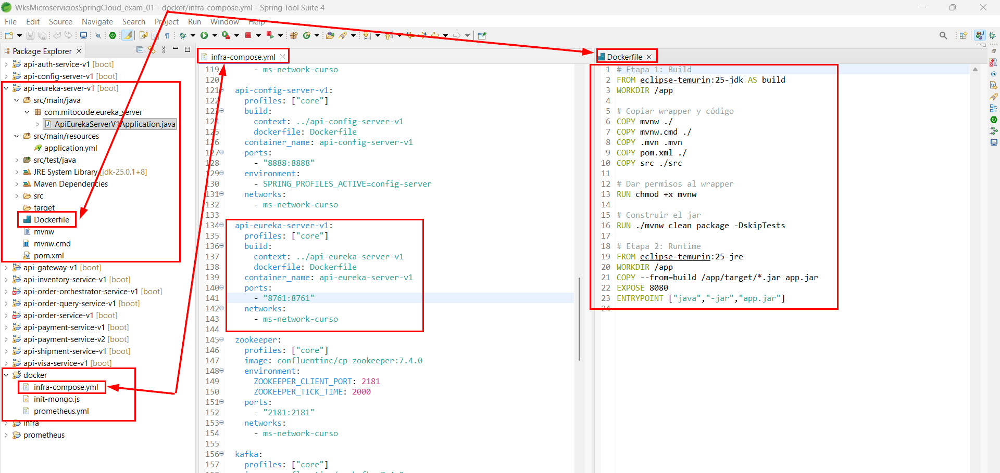 WksMicroserviciosSpringCloud_exam_01 - docker/infra-compose.yml - Spring Tool Suite 4
File Edit Source Navigate Search Project Run Window Help
Package Explorer
api-auth-service-v1 [boot]
api-config-server-v1 [boot]
api-eureka-server-v1 [boot]
src/main/java
com.mitocode.eureka_server
ApiEurekaServerV1Application.java
src/main/resources
application.yml
src/test/java
JRE System Library [jdk-25.0.1+8]
Maven Dependencies
src
target
Dockerfile
mvnw
mvnw.cmd
pom.xml
api-gateway-v1 [boot]
api-inventory-service-v1 [boot]
api-order-orchestrator-service-v1 [boot]
api-order-query-service-v1 [boot]
api-order-service-v1 [boot]
api-payment-service-v1 [boot]
api-payment-service-v2 [boot]
api-shipment-service-v1 [boot]
api-visa-service-v1 [boot]
docker
infra-compose.yml
init-mongo.js
prometheus.yml
infra
prometheus
infra-compose.yml
119 - ms-network-curso
120
121 api-config-server-v1:
122 profiles: ["core"]
123 build:
124 context: ../api-config-server-v1
125 dockerfile: Dockerfile
126 container_name: api-config-server-v1
127 ports:
128 - "8888:8888"
129 environment:
130 - SPRING_PROFILES_ACTIVE=config-server
131 networks:
132 - ms-network-curso
133
134 api-eureka-server-v1:
135 profiles: ["core"]
136 build:
137 context: ../api-eureka-server-v1
138 dockerfile: Dockerfile
139 container_name: api-eureka-server-v1
140 ports:
141 - "8761:8761"
142 networks:
143 - ms-network-curso
144
145 zookeeper:
146 profiles: ["core"]
147 image: confluentinc/cp-zookeeper:7.4.0
148 environment:
149 ZOOKEEPER_CLIENT_PORT: 2181
150 ZOOKEEPER_TICK_TIME: 2000
151 ports:
152 - "2181:2181"
153 networks:
154 - ms-network-curso
155
156 kafka:
157 profiles: ["core"]
Dockerfile
1 # Etapa 1: Build
2 FROM eclipse-temurin:25-jdk AS build
3 WORKDIR /app
4
5 # Copiar wrapper y código
6 COPY mvnw ./
7 COPY mvnw.cmd ./
8 COPY .mvn .mvn
9 COPY pom.xml ./
10 COPY src ./src
11
12 # Dar permisos al wrapper
13 RUN chmod +x mvnw
14
15 # Construir el jar
16 RUN ./mvnw clean package -DskipTests
17
18 # Etapa 2: Runtime
19 FROM eclipse-temurin:25-jre
20 WORKDIR /app
21 COPY --from=build /app/target/*.jar app.jar
22 EXPOSE 8080
23 ENTRYPOINT ["java","-jar","app.jar"]
24